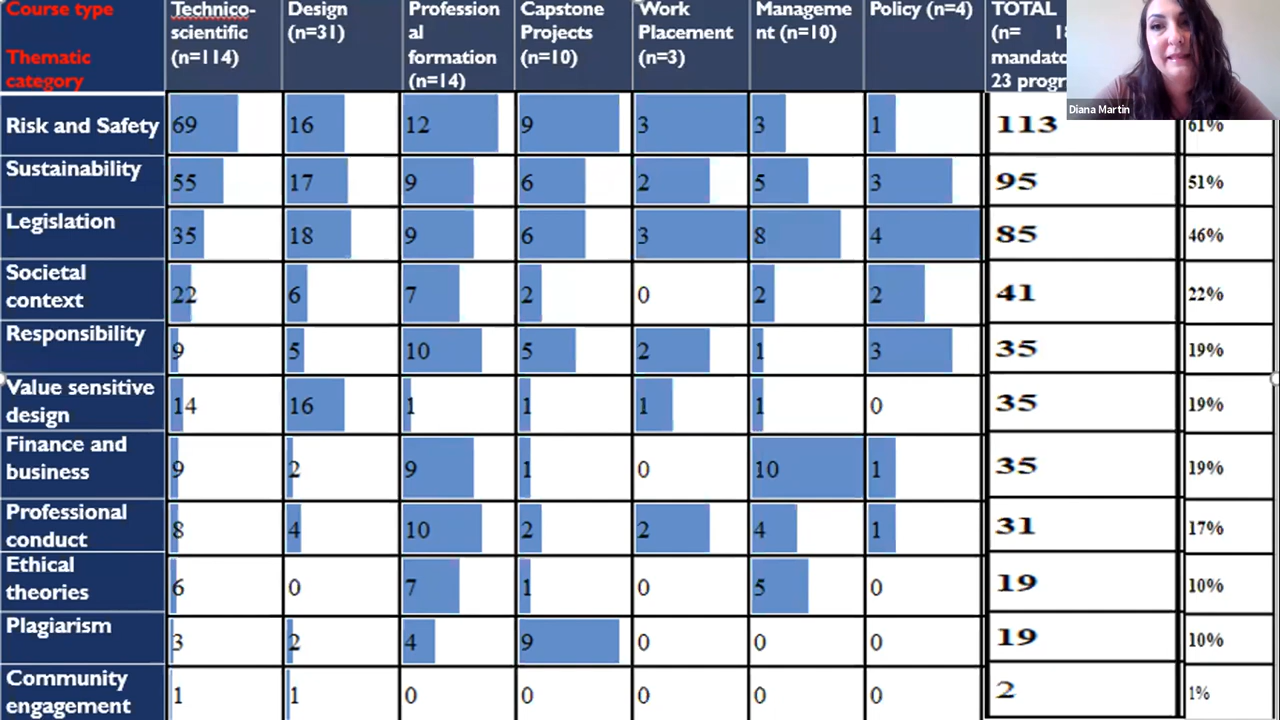 Course type
Thematic
category
Technico-
scientific
(n=114)
Design
(n=31)
Profession
al
formation
(n=14)
Capstone
Projects
(n=10)
Work
Placement
(n=3)
Manageme
nt (n=10)
Policy (n=4)
TOTAL
(n=
mandato
23 progr
Diana Martin
Risk and Safety 69 16 12 9 3 3 1 113 61%
Sustainability 55 17 9 6 2 5 3 95 51%
Legislation 35 18 9 6 3 8 4 85 46%
Societal
context 22 6 7 2 0 2 2 41 22%
Responsibility 9 5 10 5 2 1 3 35 19%
Value sensitive
design 14 16 1 1 1 1 0 35 19%
Finance and
business 9 2 9 1 0 10 1 35 19%
Professional
conduct 8 4 10 2 2 4 1 31 17%
Ethical
theories 6 0 7 1 0 5 0 19 10%
Plagiarism 3 2 4 9 0 0 0 19 10%
Community
engagement 1 1 0 0 0 0 0 2 1%